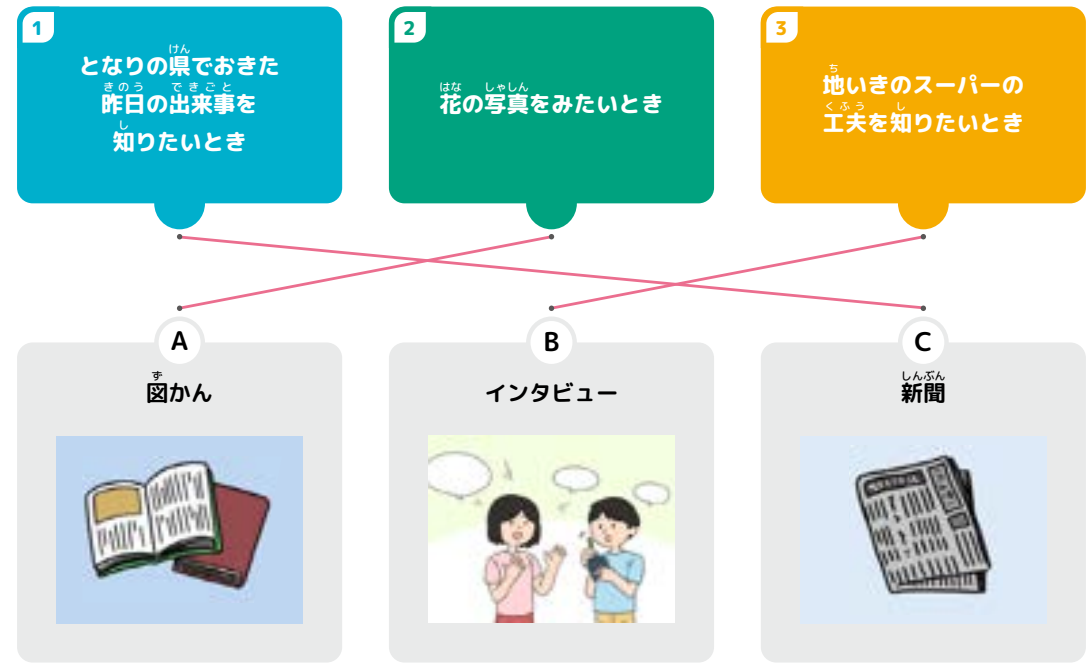 1
となりの県でおきた
昨日の出来事を
知りたいとき
2
花の写真をみたいとき
3
地いきのスーパーの
工夫を知りたいとき
A
図かん
B
インタビュー
C
新聞